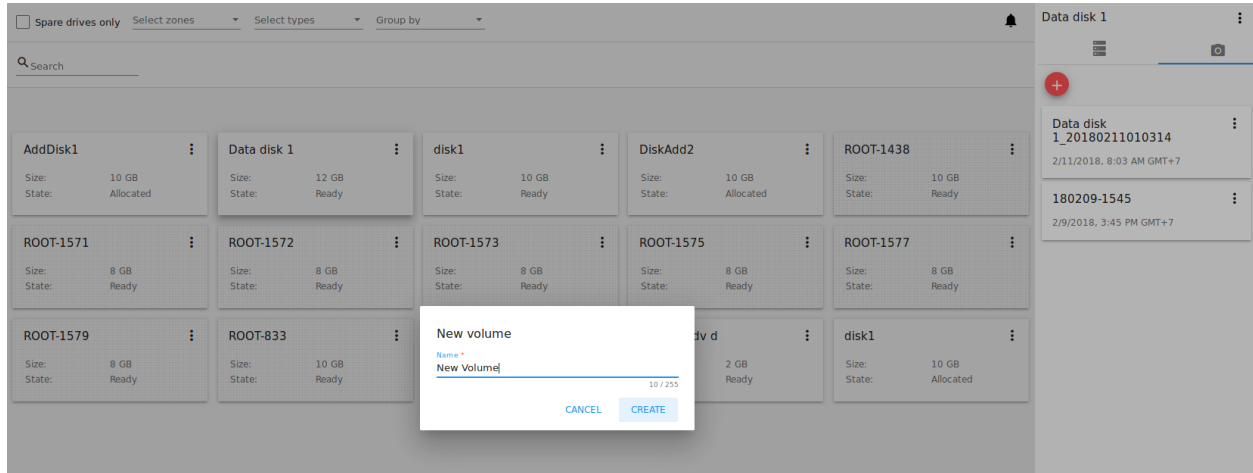 Spare drives only Select zones Select types Group by
Search
Data disk 1
AddDisk1
Size: 10 GB
State: Allocated
Data disk 1
Size: 12 GB
State: Ready
disk1
Size: 10 GB
State: Ready
DiskAdd2
Size: 10 GB
State: Allocated
ROOT-1438
Size: 10 GB
State: Ready
ROOT-1571
Size: 8 GB
State: Ready
ROOT-1572
Size: 8 GB
State: Ready
ROOT-1573
Size: 8 GB
State: Ready
ROOT-1575
Size: 8 GB
State: Ready
ROOT-1577
Size: 8 GB
State: Ready
ROOT-1579
Size: 8 GB
State: Ready
ROOT-833
Size: 10 GB
State: Ready
New volume
Name *
New Volume
10 / 255
CANCEL CREATE
d
2 GB
Ready
disk1
Size: 10 GB
State: Allocated
Data disk
1_20180211010314
2/11/2018, 8:03 AM GMT+7
180209-1545
2/9/2018, 3:45 PM GMT+7